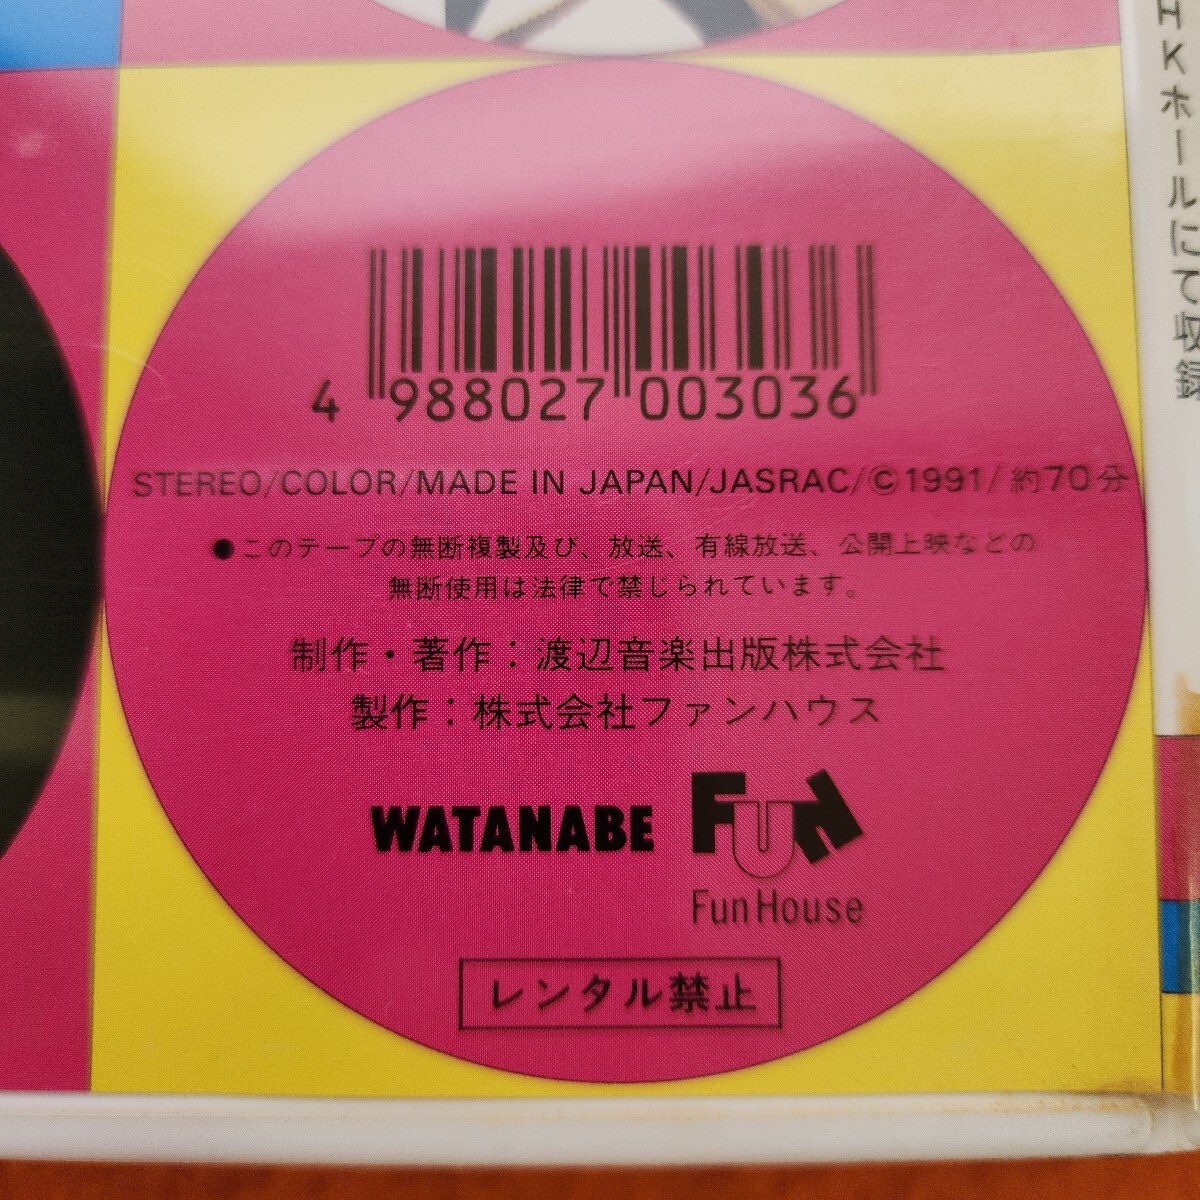 4 988027 003036
STEREO/COLOR/MADE IN JAPAN/JASRAC/©1991/約70分
●このテープの無断複製及び、放送、有線放送、公開上映などの
無断使用は法律で禁じられています。
制作・著作：渡辺音楽出版株式会社
製作：株式会社ファンハウス
WATANABE
FUN
Fun House
レンタル禁止
HKホールにて収録